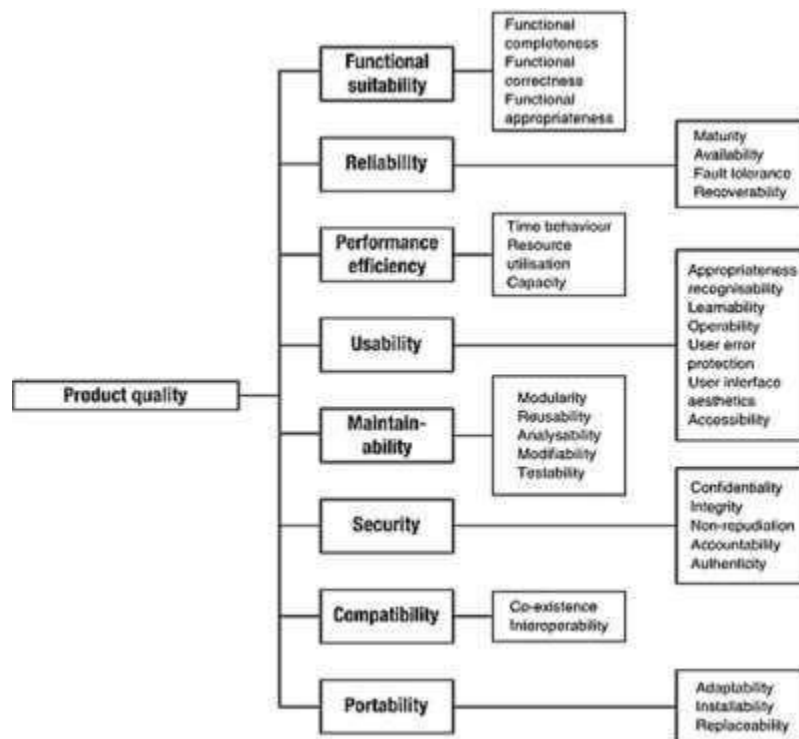 Product quality
Functional
suitability
Functional
completeness
Functional
correctness
Functional
appropriateness
Reliability
Maturity
Availability
Fault tolerance
Recoverability
Performance
efficiency
Time behaviour
Resource
utilisation
Capacity
Usability
Appropriateness
recognisability
Learnability
Operability
User error
protection
User interface
aesthetics
Accessibility
Maintain-
ability
Modularity
Reusability
Analysability
Modifiability
Testability
Security
Confidentiality
Integrity
Non-repudiation
Accountability
Authenticity
Compatibility
Co-existence
Interoperability
Portability
Adaptability
Installability
Replaceability